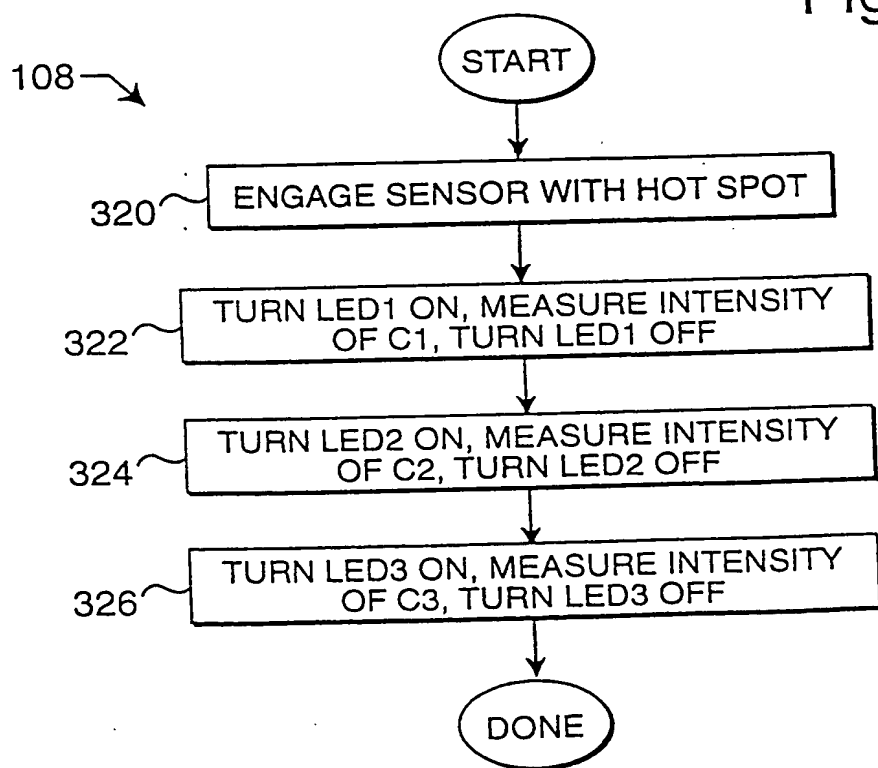 Fig
START
108
ENGAGE SENSOR WITH HOT SPOT
320
TURN LED1 ON, MEASURE INTENSITY
OF C1, TURN LED1 OFF
322
TURN LED2 ON, MEASURE INTENSITY
OF C2, TURN LED2 OFF
324
TURN LED3 ON, MEASURE INTENSITY
OF C3, TURN LED3 OFF
326
DONE